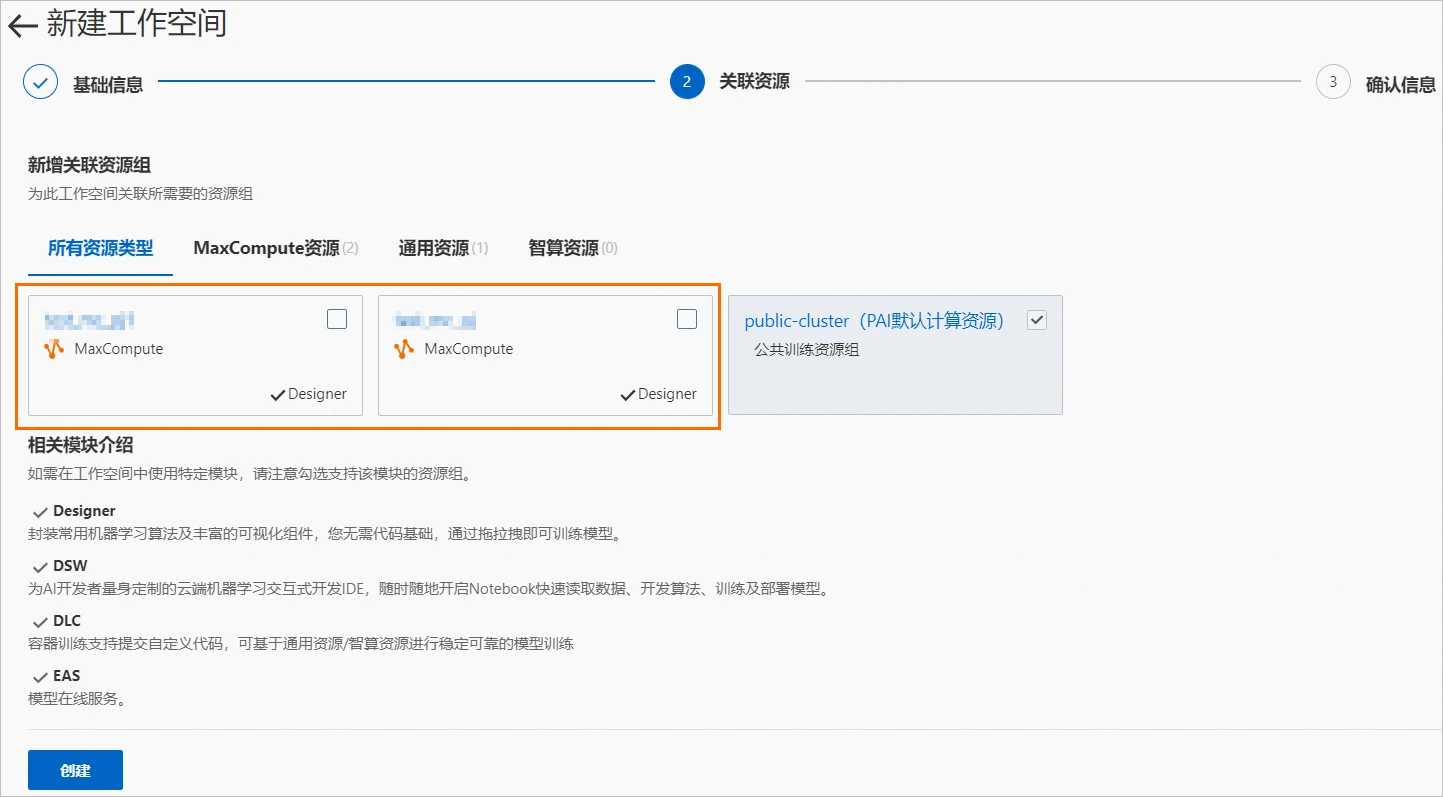 新建工作空间
基础信息
2 关联资源
3 确认信息
新增关联资源组
为此工作空间关联所需要的资源组
所有资源类型 MaxCompute资源(2) 通用资源(1) 智算资源(0)
MaxCompute
Designer
MaxCompute
Designer
public-cluster（PAI默认计算资源）
公共训练资源组
相关模块介绍
如需在工作空间中使用特定模块，请注意勾选支持该模块的资源组。
Designer
封装常用机器学习算法及丰富的可视化组件，您无需代码基础，通过拖拉拽即可训练模型。
DSW
为AI开发者量身定制的云端机器学习交互式开发IDE，随时随地开启Notebook快速读取数据、开发算法、训练及部署模型。
DLC
容器训练支持提交自定义代码，可基于通用资源/智算资源进行稳定可靠的模型训练
EAS
模型在线服务。
创建